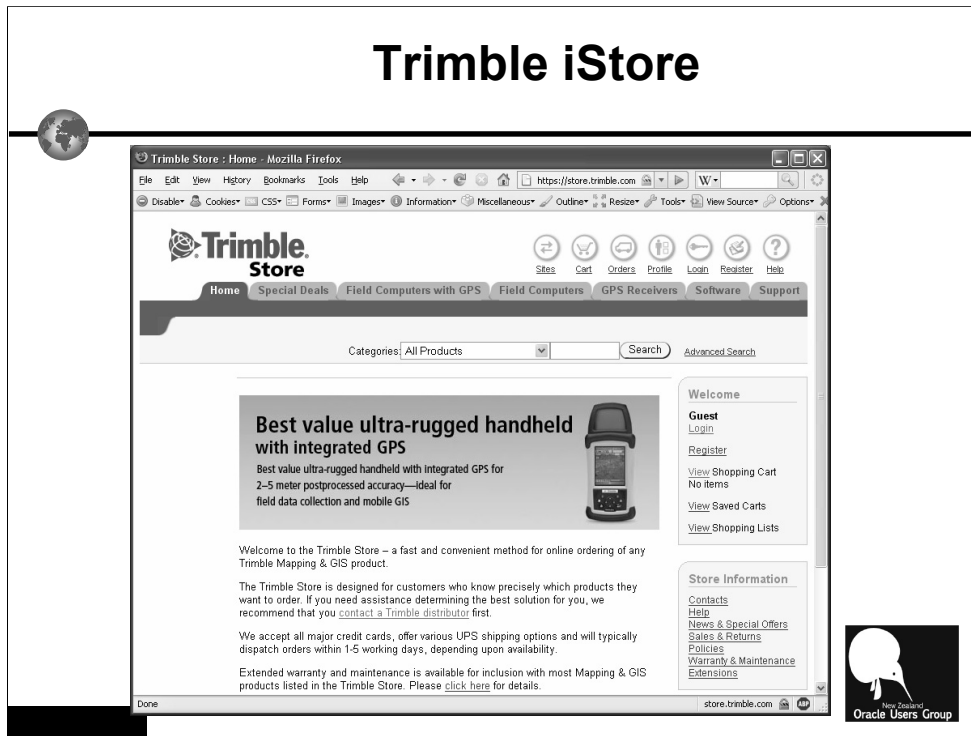 Trimble iStore
Trimble Store : Home - Mozilla Firefox
File Edit View History Bookmarks Tools Help https://store.trimble.com W
Disable Cookies CSS Forms Images Information Miscellaneous Outline Resize Tools View Source Options
Trimble.
Store
Sites Cart Orders Profile Login Register Help
Home Special Deals Field Computers with GPS Field Computers GPS Receivers Software Support
Categories: All Products Search Advanced Search
Best value ultra-rugged handheld
with integrated GPS
Best value ultra-rugged handheld with integrated GPS for
2–5 meter postprocessed accuracy—ideal for
field data collection and mobile GIS
Welcome to the Trimble Store – a fast and convenient method for online ordering of any
Trimble Mapping & GIS product.
The Trimble Store is designed for customers who know precisely which products they
want to order. If you need assistance determining the best solution for you, we
recommend that you contact a Trimble distributor first.
We accept all major credit cards, offer various UPS shipping options and will typically
dispatch orders within 1-5 working days, depending upon availability.
Extended warranty and maintenance is available for inclusion with most Mapping & GIS
products listed in the Trimble Store. Please click here for details.
Welcome
Guest
Login
Register
View Shopping Cart
No items
View Saved Carts
View Shopping Lists
Store Information
Contacts
Help
News & Special Offers
Sales & Returns
Policies
Warranty & Maintenance
Extensions
Done store.trimble.com ABP
New Zealand
Oracle Users Group